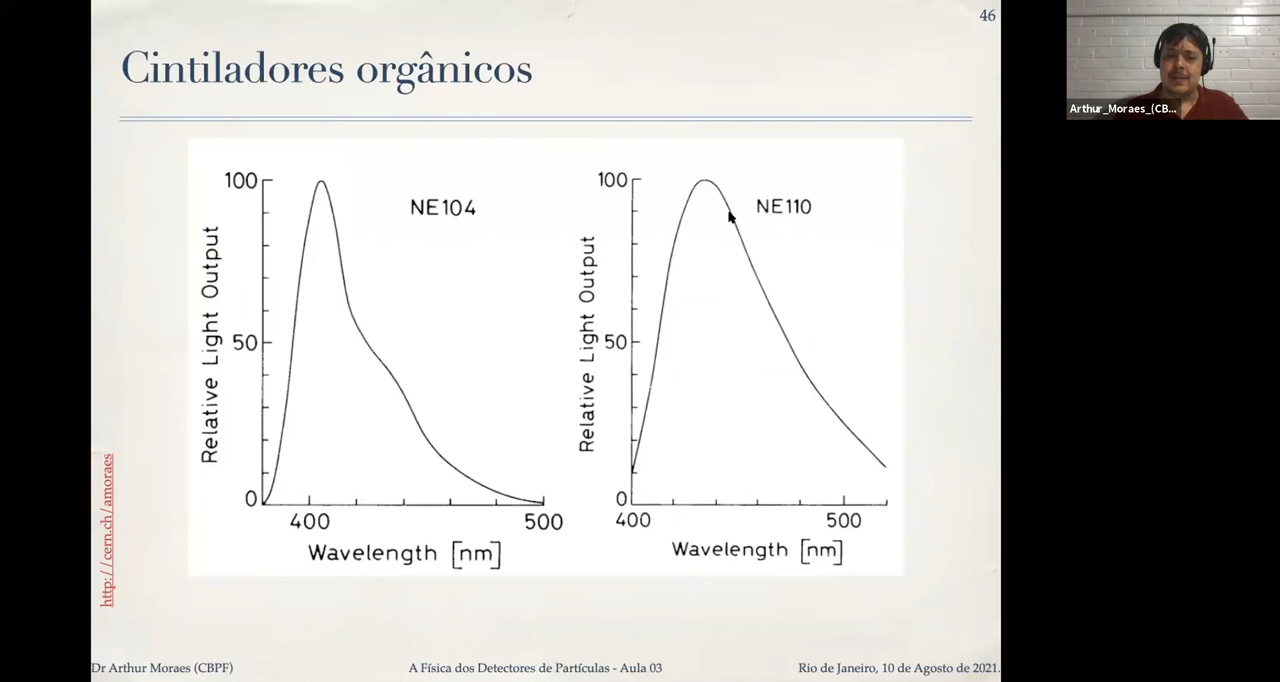 46
Cintiladores orgânicos
100
50
0
400
500
Relative Light Output
Wavelength [nm]
NE104
100
50
0
400
500
Relative Light Output
Wavelength [nm]
NE110
http://cern.ch/amoraes
Dr Arthur Moraes (CBPF)
A Física dos Detectores de Partículas - Aula 03
Rio de Janeiro, 10 de Agosto de 2021.
Arthur_Moraes_(CB...